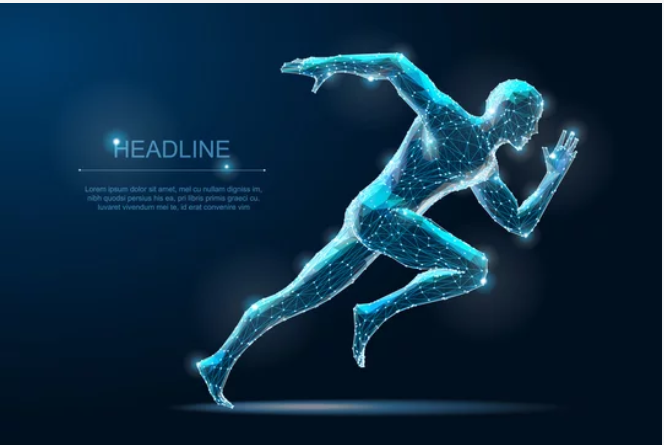 HEADLINE
Lorem ipsum dolor sit amet, mel cu nullam digniss im,
nibh quodsi persius his ea, pri libris primis graeci cu.
Iuvaret vivendum mei te, id erat convenire vim